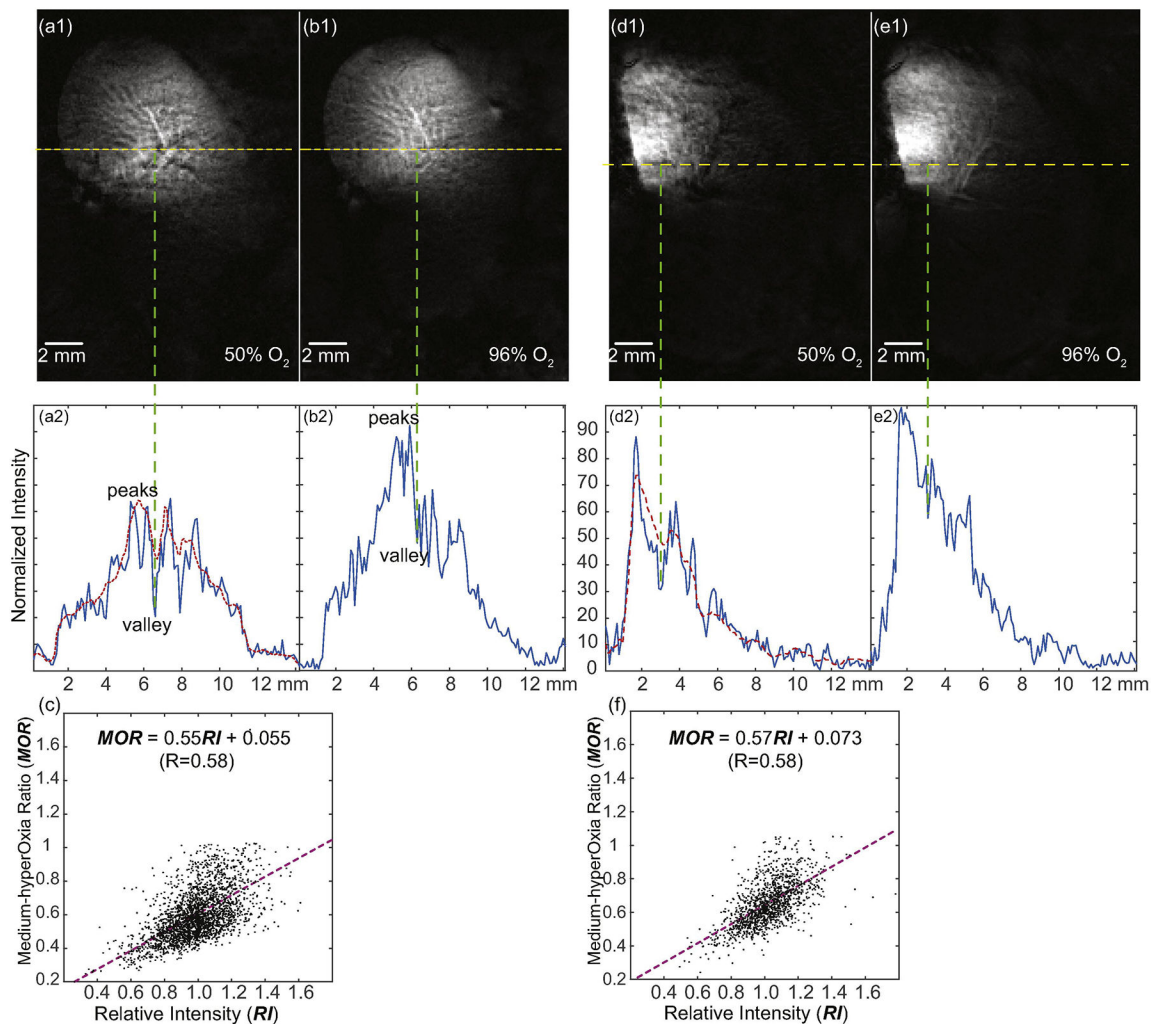 (a1)
(b1)
(d1)
(e1)
2 mm
50% O2
2 mm
96% O2
2 mm
50% O2
2 mm
96% O2
Normalized Intensity
(a2)
peaks
valley
2 4 6 8 10 12 mm
(b2)
peaks
valley
2 4 6 8 10 12 mm
(d2)
90
80
70
60
50
40
30
20
10
0
2 4 6 8 10 12 mm
e2)
2 4 6 8 10 12 mm
(c)
MOR = 0.55RI + 0.055
(R=0.58)
Medium-hyperOxia Ratio (MOR)
1.8
1.6
1.4
1.2
1
0.8
0.6
0.4
0.2
0.4 0.6 0.8 1.0 1.2 1.4 1.6
Relative Intensity (RI)
(f)
MOR = 0.57RI + 0.073
(R=0.58)
Medium-hyperOxia Ratio (MOR)
1.8
1.6
1.4
1.2
1
0.8
0.6
0.4
0.2
0.4 0.6 0.8 1.0 1.2 1.4 1.6
Relative Intensity (RI)